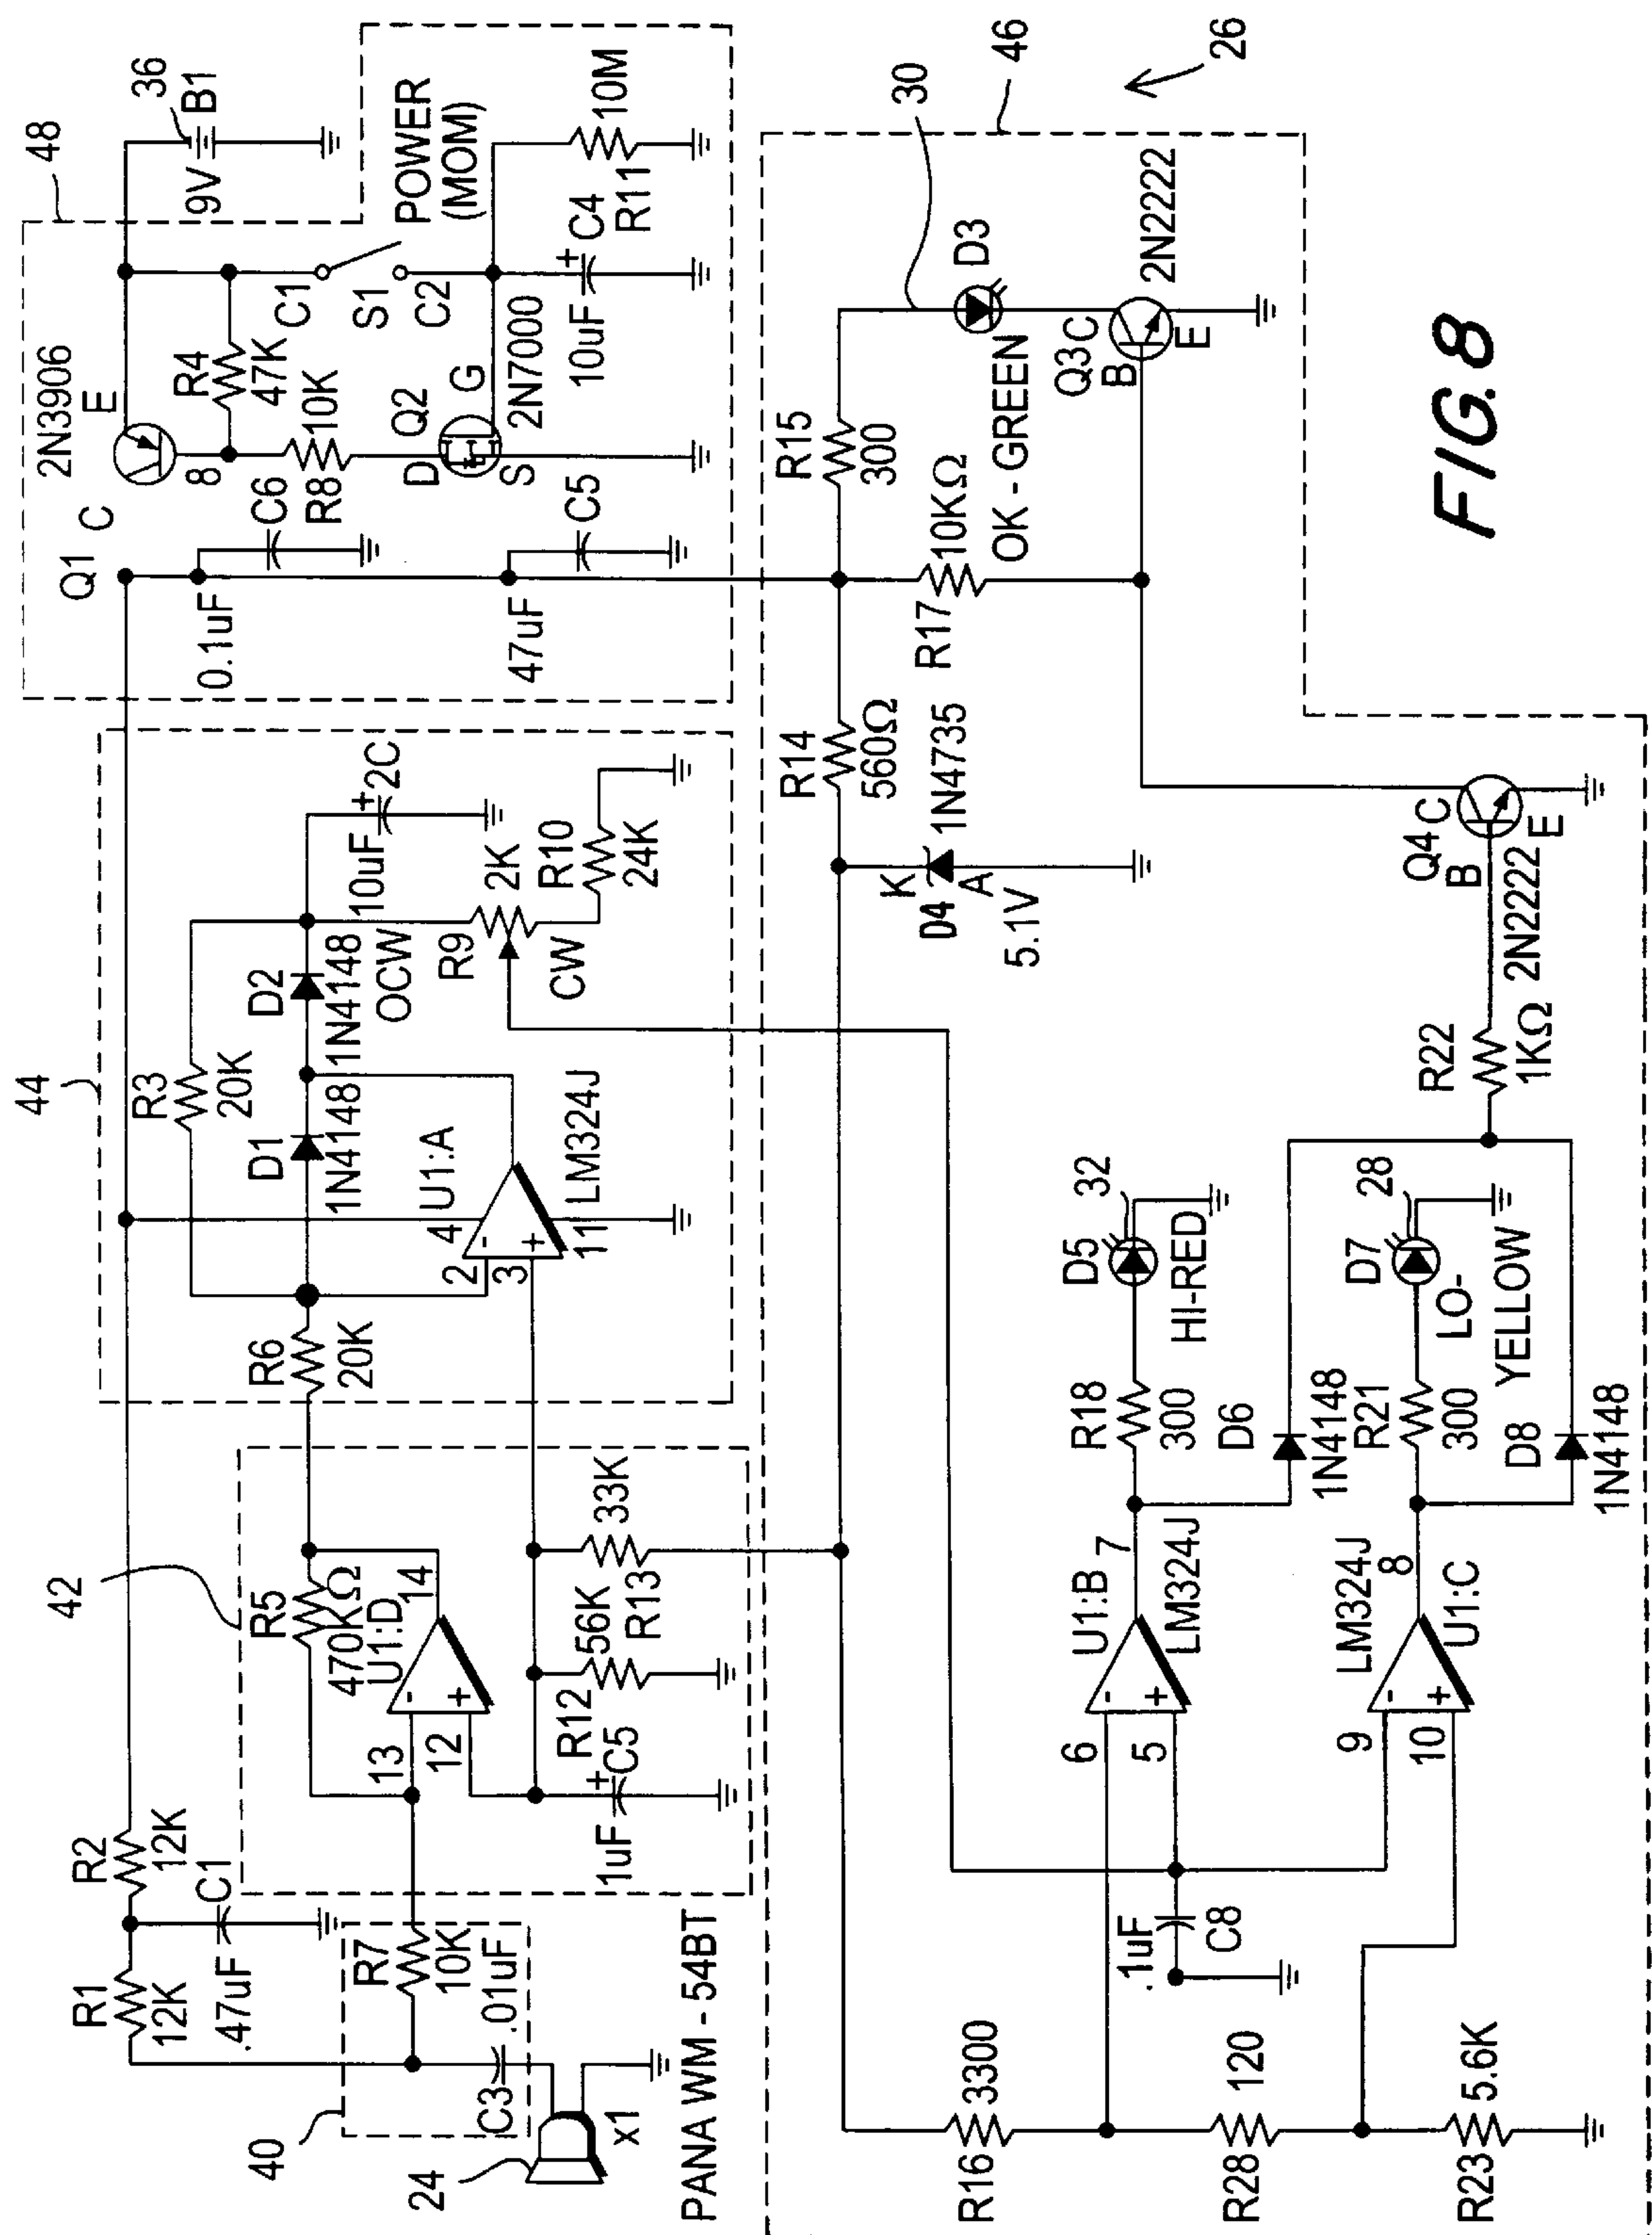 48
36
2N3906
E
9V
B1
R4
47K
C1
S1
C2
POWER
(MOM)
8
10K
R8
Q2
D
G
S
2N7000
10uF
+
C4
R11
10M
Q1
C
C6
0.1uF
47uF
C5
44
R3
20K
D1
1N4148
D2
1N4148
OCW
10uF
+
2C
R9
2K
CW
R10
24K
R6
20K
2
3
4
-
+
11
U1:A
LM324J
42
R5
470KΩ
U1:D
13
12
-
+
14
R12
56K
R13
33K
1uF
+
C5
R1
12K
R2
12K
.47uF
C1
40
R7
10K
C3
.01uF
24
x1
PANA WM - 54BT
46
26
30
R15
300
D3
OK - GREEN
Q3
C
B
E
2N2222
R17
10KΩ
R14
560Ω
K
D4
A
1N4735
5.1V
Q4
C
B
E
2N2222
R22
1KΩ
D5
32
HI-RED
R18
300
D6
1N4148
D7
28
LO-
YELLOW
R21
300
D8
1N4148
U1:B
7
LM324J
6
5
-
+
LM324J
8
U1:C
9
10
-
+
.1uF
C8
R16
3300
R28
120
R23
5.6K
FIG. 8